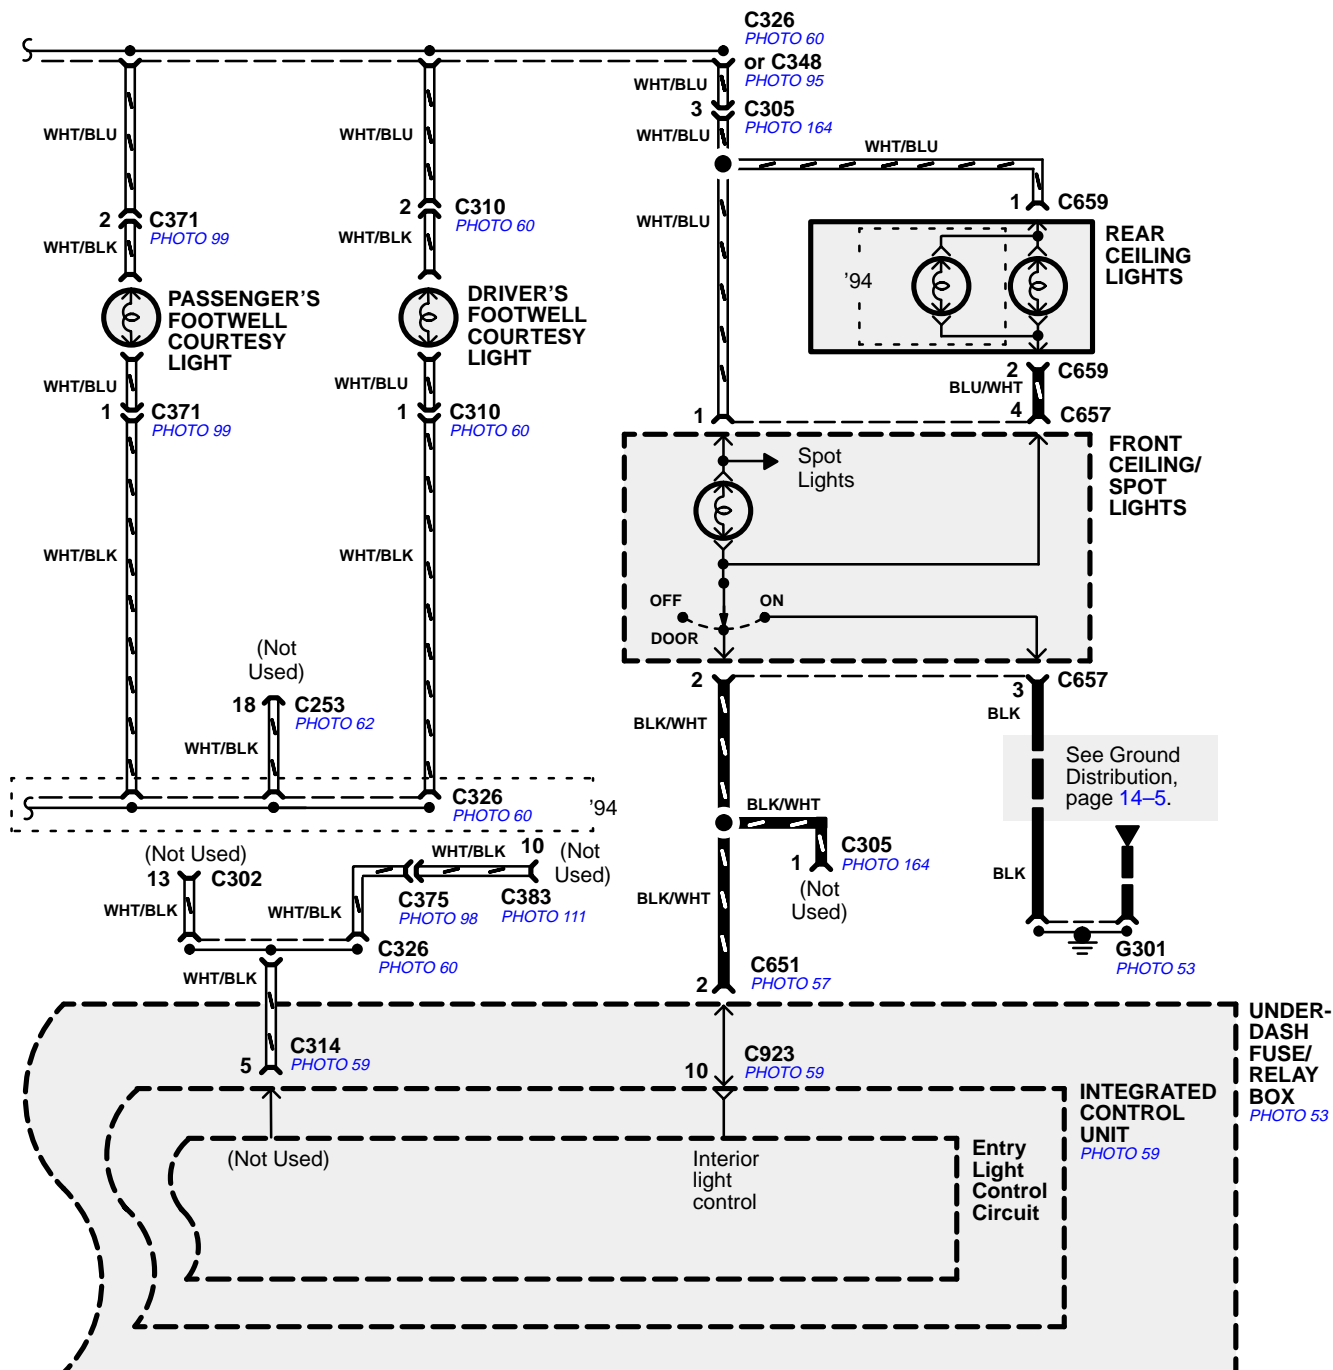 C326
PHOTO 60
or C348
PHOTO 95
WHT/BLU
3
C305
PHOTO 164
WHT/BLU
WHT/BLU
WHT/BLU
WHT/BLU
WHT/BLU
1
C659
2
C371
PHOTO 99
2
C310
PHOTO 60
WHT/BLK
WHT/BLK
REAR
CEILING
LIGHTS
'94
PASSENGER'S
FOOTWELL
COURTESY
LIGHT
DRIVER'S
FOOTWELL
COURTESY
LIGHT
2
C659
WHT/BLU
WHT/BLU
BLU/WHT
1
C371
PHOTO 99
1
C310
PHOTO 60
1
4
C657
Spot
Lights
FRONT
CEILING/
SPOT
LIGHTS
WHT/BLK
WHT/BLK
OFF
ON
DOOR
(Not
Used)
18
C253
PHOTO 62
WHT/BLK
2
3
C657
BLK/WHT
BLK
See Ground
Distribution,
page 14–5.
C326
PHOTO 60
'94
BLK/WHT
C305
PHOTO 164
1
(Not
Used)
(Not Used)
13
C302
WHT/BLK
10
(Not
Used)
C375
PHOTO 98
C383
PHOTO 111
WHT/BLK
WHT/BLK
BLK/WHT
BLK
C326
PHOTO 60
G301
PHOTO 53
WHT/BLK
C651
PHOTO 57
2
UNDER-
DASH
FUSE/
RELAY
BOX
PHOTO 53
C314
PHOTO 59
5
C923
PHOTO 59
10
INTEGRATED
CONTROL
UNIT
PHOTO 59
(Not Used)
Interior
light
control
Entry
Light
Control
Circuit